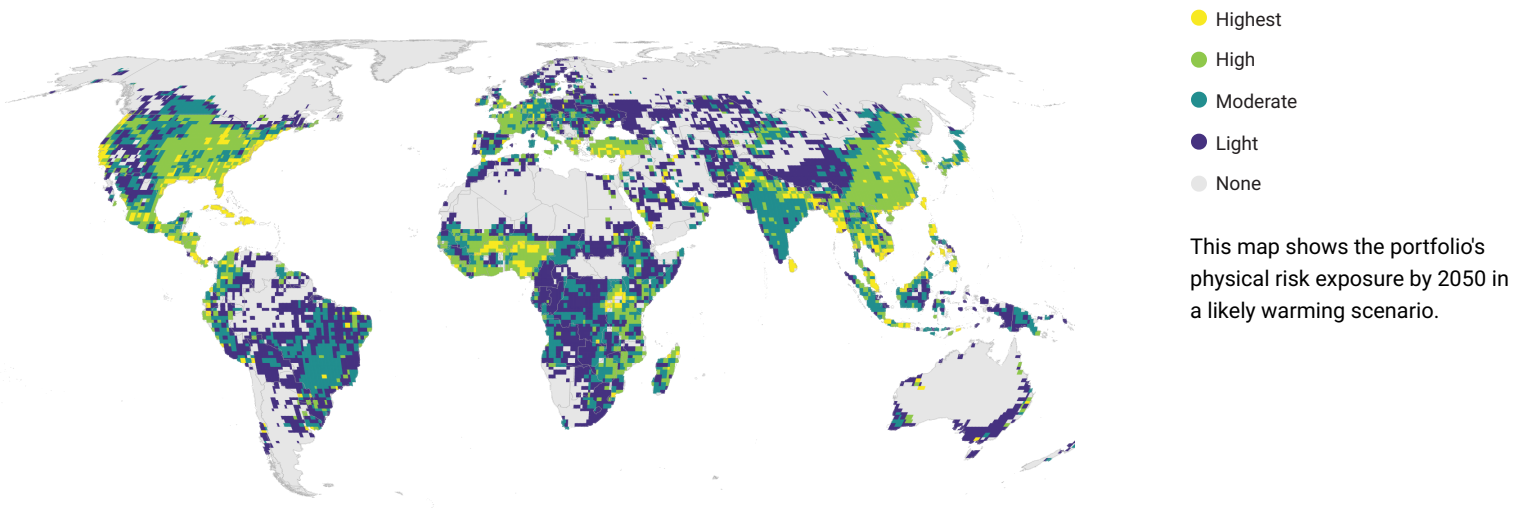 Highest
High
Moderate
Light
None
This map shows the portfolio's
physical risk exposure by 2050 in
a likely warming scenario.